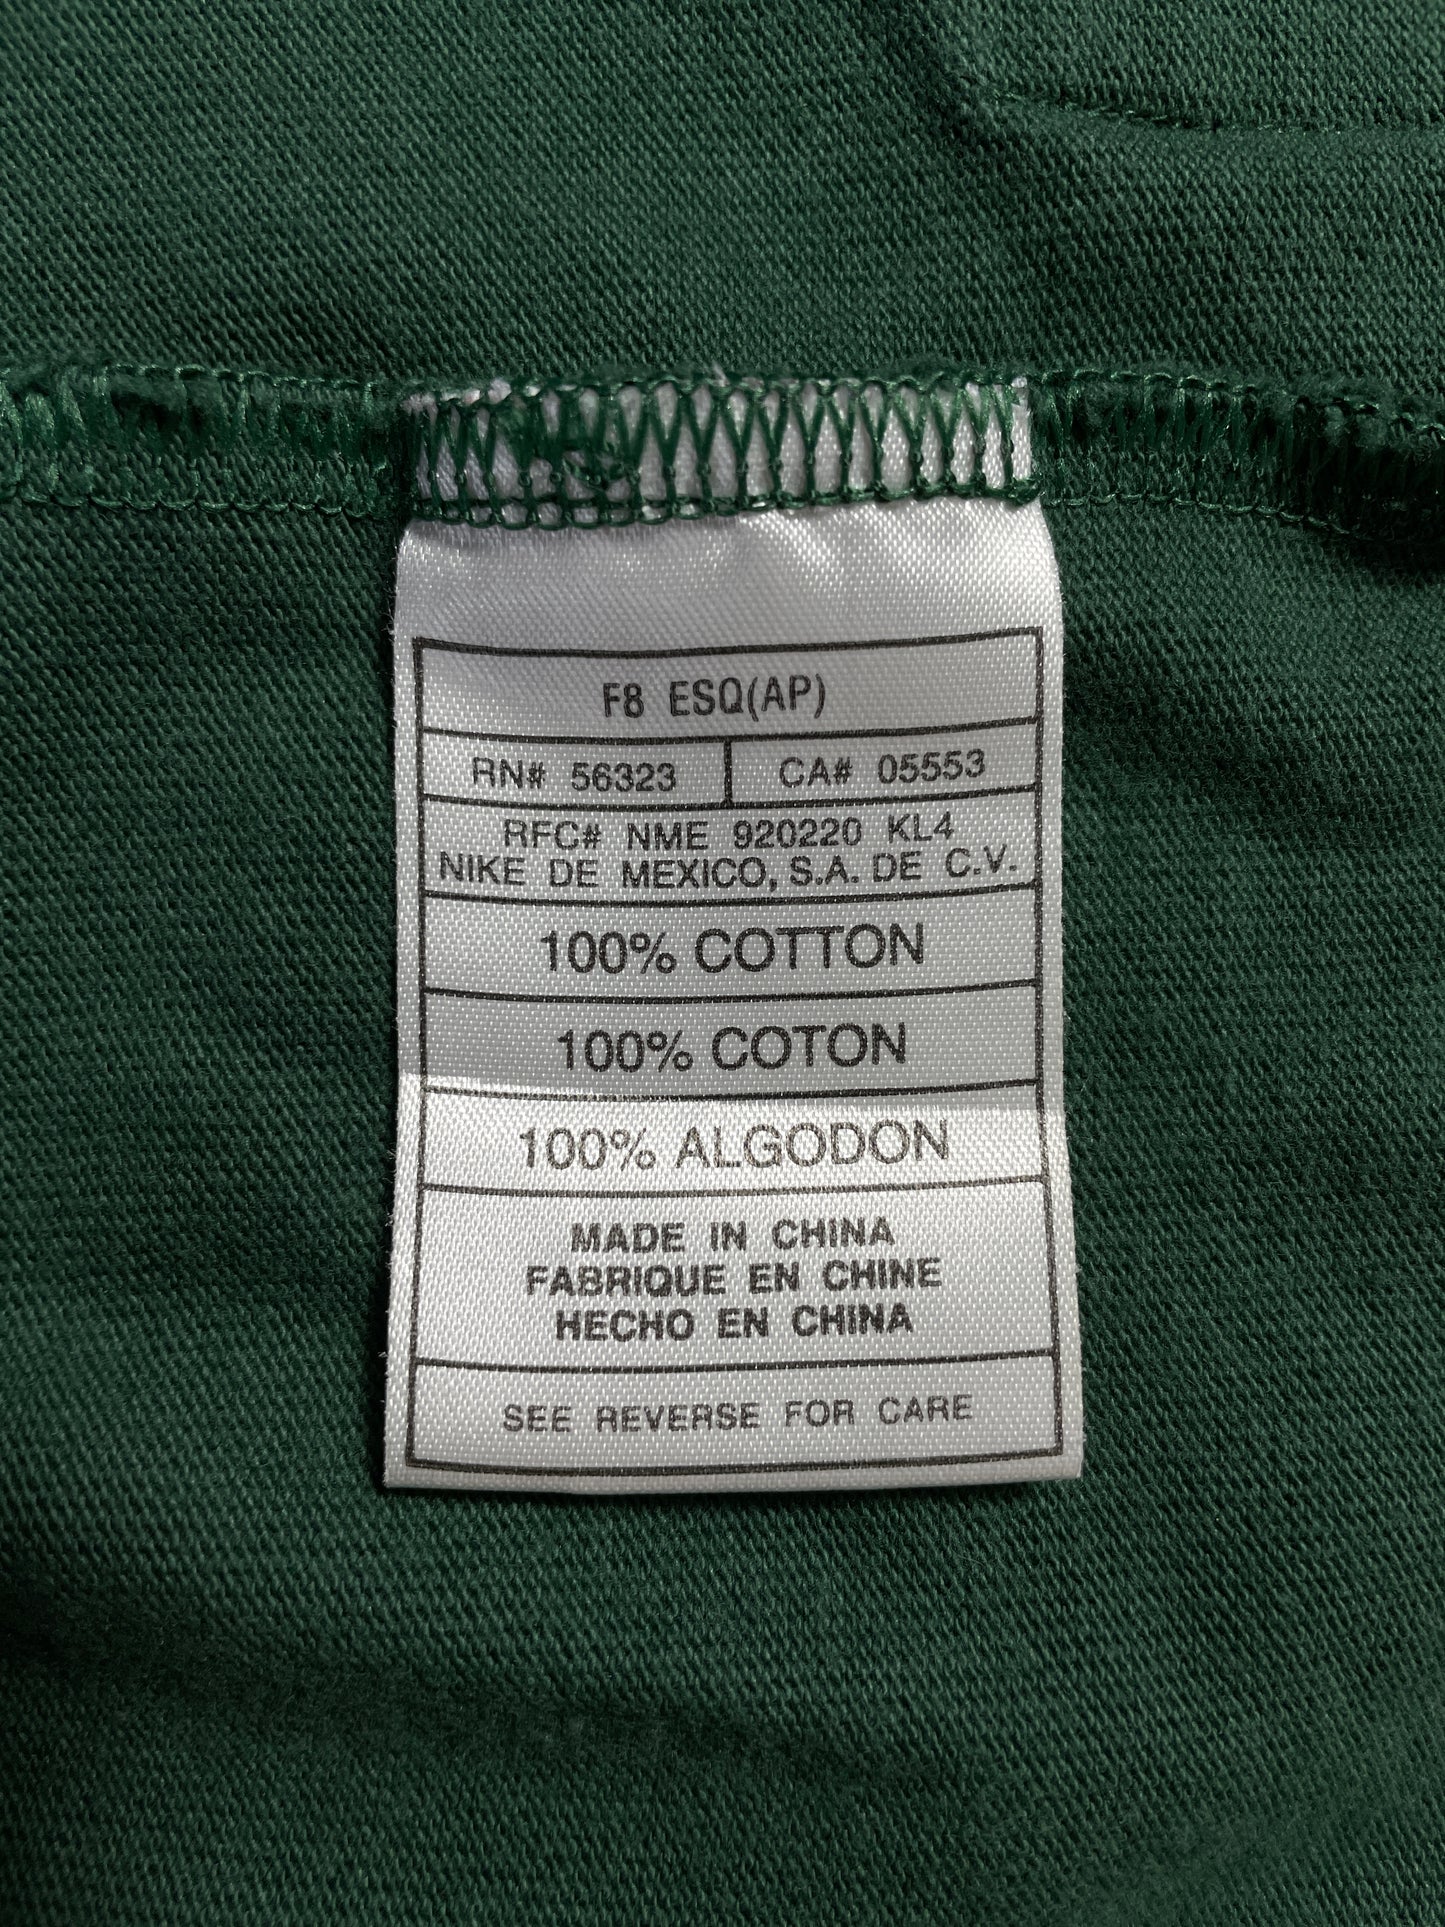 F8 ESQ(AP)
RN# 56323 CA# 05553
RFC# NME 920220 KL4
NIKE DE MEXICO, S.A. DE C.V.
100% COTTON
100% COTON
100% ALGODON
MADE IN CHINA
FABRIQUE EN CHINE
HECHO EN CHINA
SEE REVERSE FOR CARE